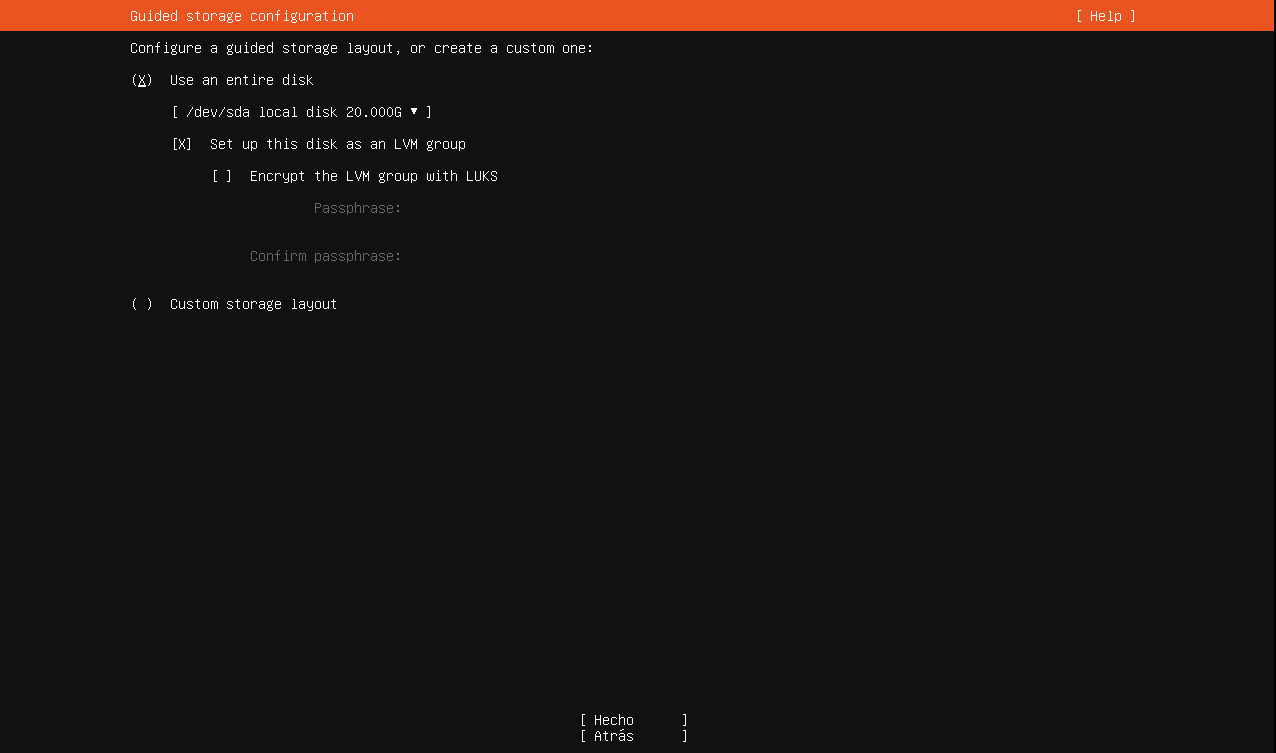 Guided storage configuration [ Help ]
Configure a guided storage layout, or create a custom one:
(X) Use an entire disk
[ /dev/sda local disk 20.000G ▾ ]
[X] Set up this disk as an LVM group
[ ] Encrypt the LVM group with LUKS
Passphrase:
Confirm passphrase:
( ) Custom storage layout
[ Hecho ]
[ Atrás ]